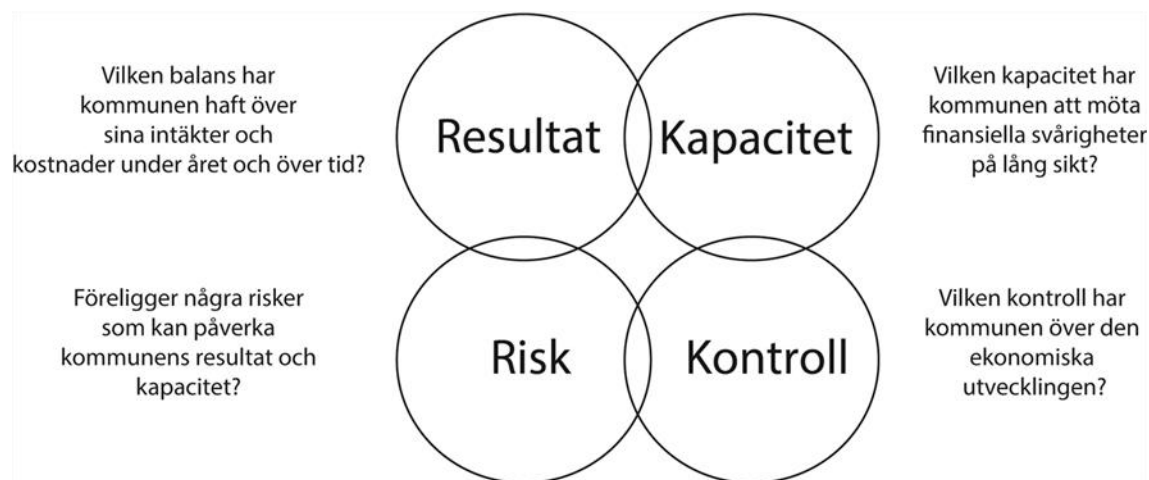 Vilken balans har
kommunen haft över
sina intäkter och
kostnader under året och över tid?
Resultat
Kapacitet
Vilken kapacitet har
kommunen att möta
finansiella svårigheter
på lång sikt?
Föreligger några risker
som kan påverka
kommunens resultat och
kapacitet?
Risk
Kontroll
Vilken kontroll har
kommunen över den
ekonomiska
utvecklingen?